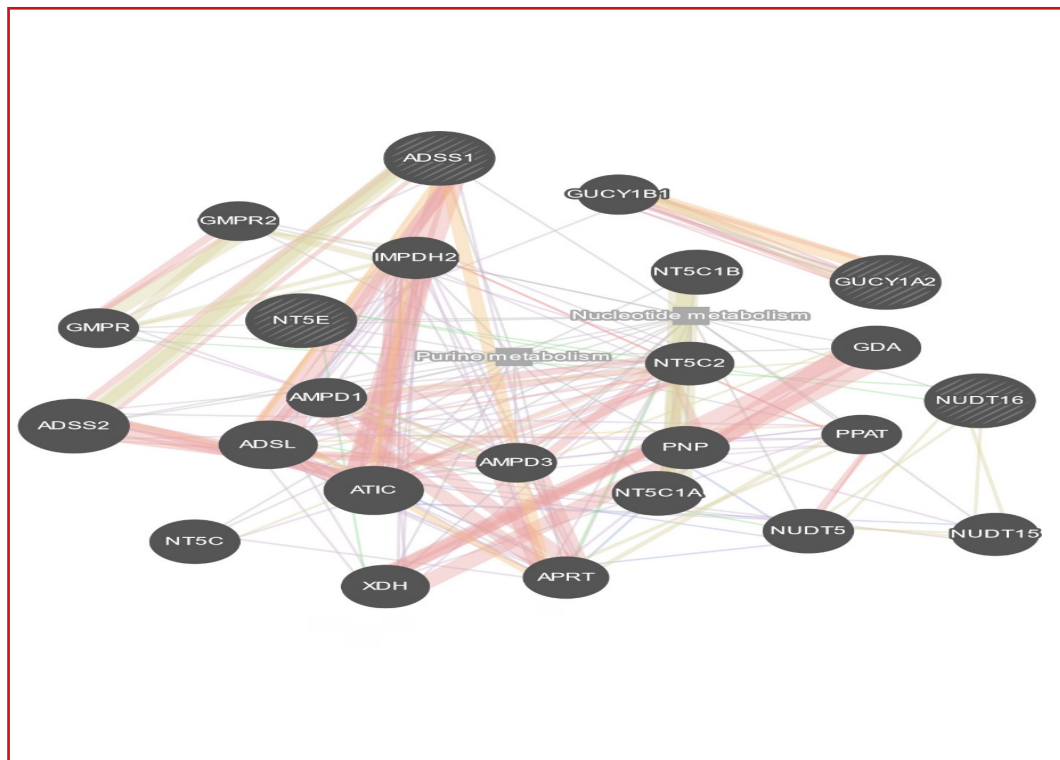 ADSS1
GUCY1B1
GMPR2
IMPDH2
NT5C1B
GUCY1A2
NT5E
Nucleotide metabolism
GMPR
GDA
Purine metabolism
NT5C2
AMPD1
NUDT16
ADSS2
PPAT
ADSL
PNP
AMPD3
ATIC
NT5C1A
NUDT5
NUDT15
NT5C
APRT
XDH